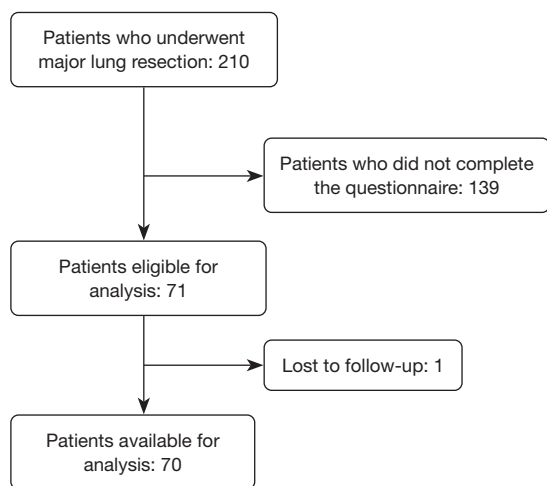 Patients who underwent
major lung resection: 210
Patients who did not complete
the questionnaire: 139
Patients eligible for
analysis: 71
Lost to follow-up: 1
Patients available for
analysis: 70